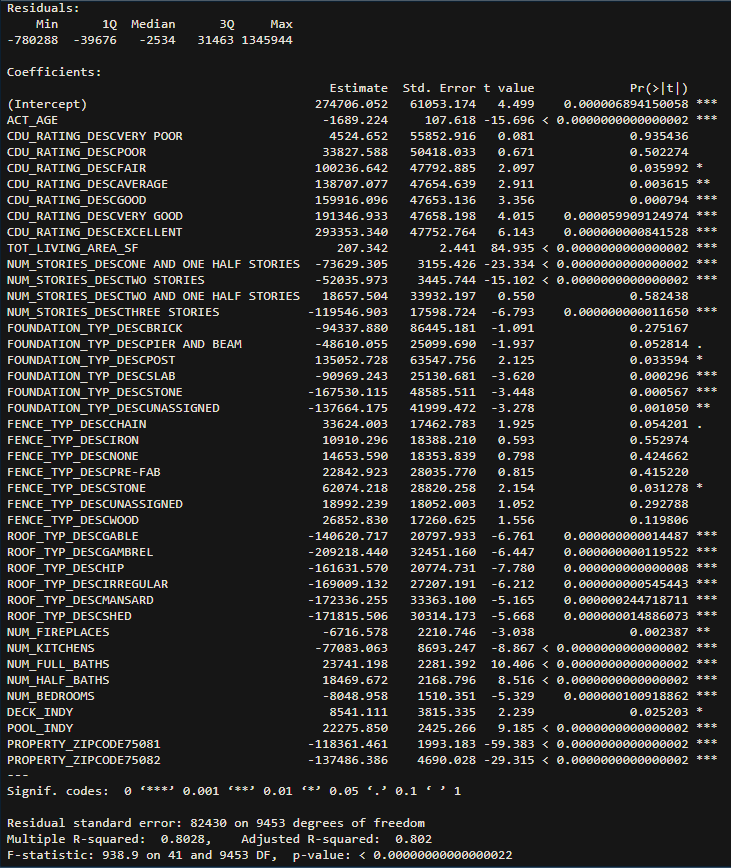 Residuals:
    Min      1Q  Median      3Q     Max
-780288  -39676   -2534   31463 1345944
Coefficients:
                                              Estimate  Std. Error t value             Pr(>|t|)
(Intercept)                                 274706.052   61053.174   4.499    0.000006894150058 ***
ACT_AGE                                      -1689.224     107.618 -15.696 < 0.0000000000000002 ***
CDU_RATING_DESCVERY POOR                      4524.652   55852.916   0.081             0.935436
CDU_RATING_DESCPOOR                          33827.588   50418.033   0.671             0.502274
CDU_RATING_DESCFAIR                         100236.642   47792.885   2.097             0.035992 *
CDU_RATING_DESCAVERAGE                      138707.077   47654.639   2.911             0.003615 **
CDU_RATING_DESCGOOD                         159916.096   47653.136   3.356             0.000794 ***
CDU_RATING_DESCVERY GOOD                    191346.933   47658.198   4.015    0.000059909124974 ***
CDU_RATING_DESCEXCELLENT                    293353.340   47752.764   6.143    0.000000000841528 ***
TOT_LIVING_AREA_SF                             207.342       2.441  84.935 < 0.0000000000000002 ***
NUM_STORIES_DESCONE AND ONE HALF STORIES    -73629.305    3155.426 -23.334 < 0.0000000000000002 ***
NUM_STORIES_DESCTWO STORIES                 -52035.973    3445.744 -15.102 < 0.0000000000000002 ***
NUM_STORIES_DESCTWO AND ONE HALF STORIES     18657.504   33932.197   0.550             0.582438
NUM_STORIES_DESCTHREE STORIES              -119546.903   17598.724  -6.793    0.000000000011650 ***
FOUNDATION_TYP_DESCBRICK                    -94337.880   86445.181  -1.091             0.275167
FOUNDATION_TYP_DESCPIER AND BEAM            -48610.055   25099.690  -1.937             0.052814 .
FOUNDATION_TYP_DESCPOST                     135052.728   63547.756   2.125             0.033594 *
FOUNDATION_TYP_DESCSLAB                     -90969.243   25130.681  -3.620             0.000296 ***
FOUNDATION_TYP_DESCSTONE                   -167530.115   48585.511  -3.448             0.000567 ***
FOUNDATION_TYP_DESCUNASSIGNED              -137664.175   41999.472  -3.278             0.001050 **
FENCE_TYP_DESCCHAIN                          33624.003   17462.783   1.925             0.054201 .
FENCE_TYP_DESCIRON                           10910.296   18388.210   0.593             0.552974
FENCE_TYP_DESCNONE                           14653.590   18353.839   0.798             0.424662
FENCE_TYP_DESCPRE-FAB                        22842.923   28035.770   0.815             0.415220
FENCE_TYP_DESCSTONE                          62074.218   28820.258   2.154             0.031278 *
FENCE_TYP_DESCUNASSIGNED                     18992.239   18052.003   1.052             0.292788
FENCE_TYP_DESCWOOD                           26852.830   17260.625   1.556             0.119806
ROOF_TYP_DESCGABLE                         -140620.717   20797.933  -6.761    0.000000000014487 ***
ROOF_TYP_DESCGAMBREL                       -209218.440   32451.160  -6.447    0.000000000119522 ***
ROOF_TYP_DESCHIP                           -161631.570   20774.731  -7.780    0.000000000000008 ***
ROOF_TYP_DESCIRREGULAR                     -169009.132   27207.191  -6.212    0.000000000545443 ***
ROOF_TYP_DESCMANSARD                       -172336.255   33363.100  -5.165    0.000000244718711 ***
ROOF_TYP_DESCSHED                          -171815.506   30314.173  -5.668    0.000000014886073 ***
NUM_FIREPLACES                               -6716.578    2210.746  -3.038             0.002387 **
NUM_KITCHENS                                -77083.063    8693.247  -8.867 < 0.0000000000000002 ***
NUM_FULL_BATHS                               23741.198    2281.392  10.406 < 0.0000000000000002 ***
NUM_HALF_BATHS                               18469.672    2168.796   8.516 < 0.0000000000000002 ***
NUM_BEDROOMS                                 -8048.958    1510.351  -5.329    0.000000100918862 ***
DECK_INDY                                     8541.111    3815.335   2.239             0.025203 *
POOL_INDY                                    22275.850    2425.266   9.185 < 0.0000000000000002 ***
PROPERTY_ZIPCODE75081                      -118361.461    1993.183 -59.383 < 0.0000000000000002 ***
PROPERTY_ZIPCODE75082                      -137486.386    4690.028 -29.315 < 0.0000000000000002 ***
---
Signif. codes:  0 ‘***’ 0.001 ‘**’ 0.01 ‘*’ 0.05 ‘.’ 0.1 ‘ ’ 1
Residual standard error: 82430 on 9453 degrees of freedom
Multiple R-squared:  0.8028,    Adjusted R-squared:  0.802
F-statistic: 938.9 on 41 and 9453 DF,  p-value: < 0.00000000000000022